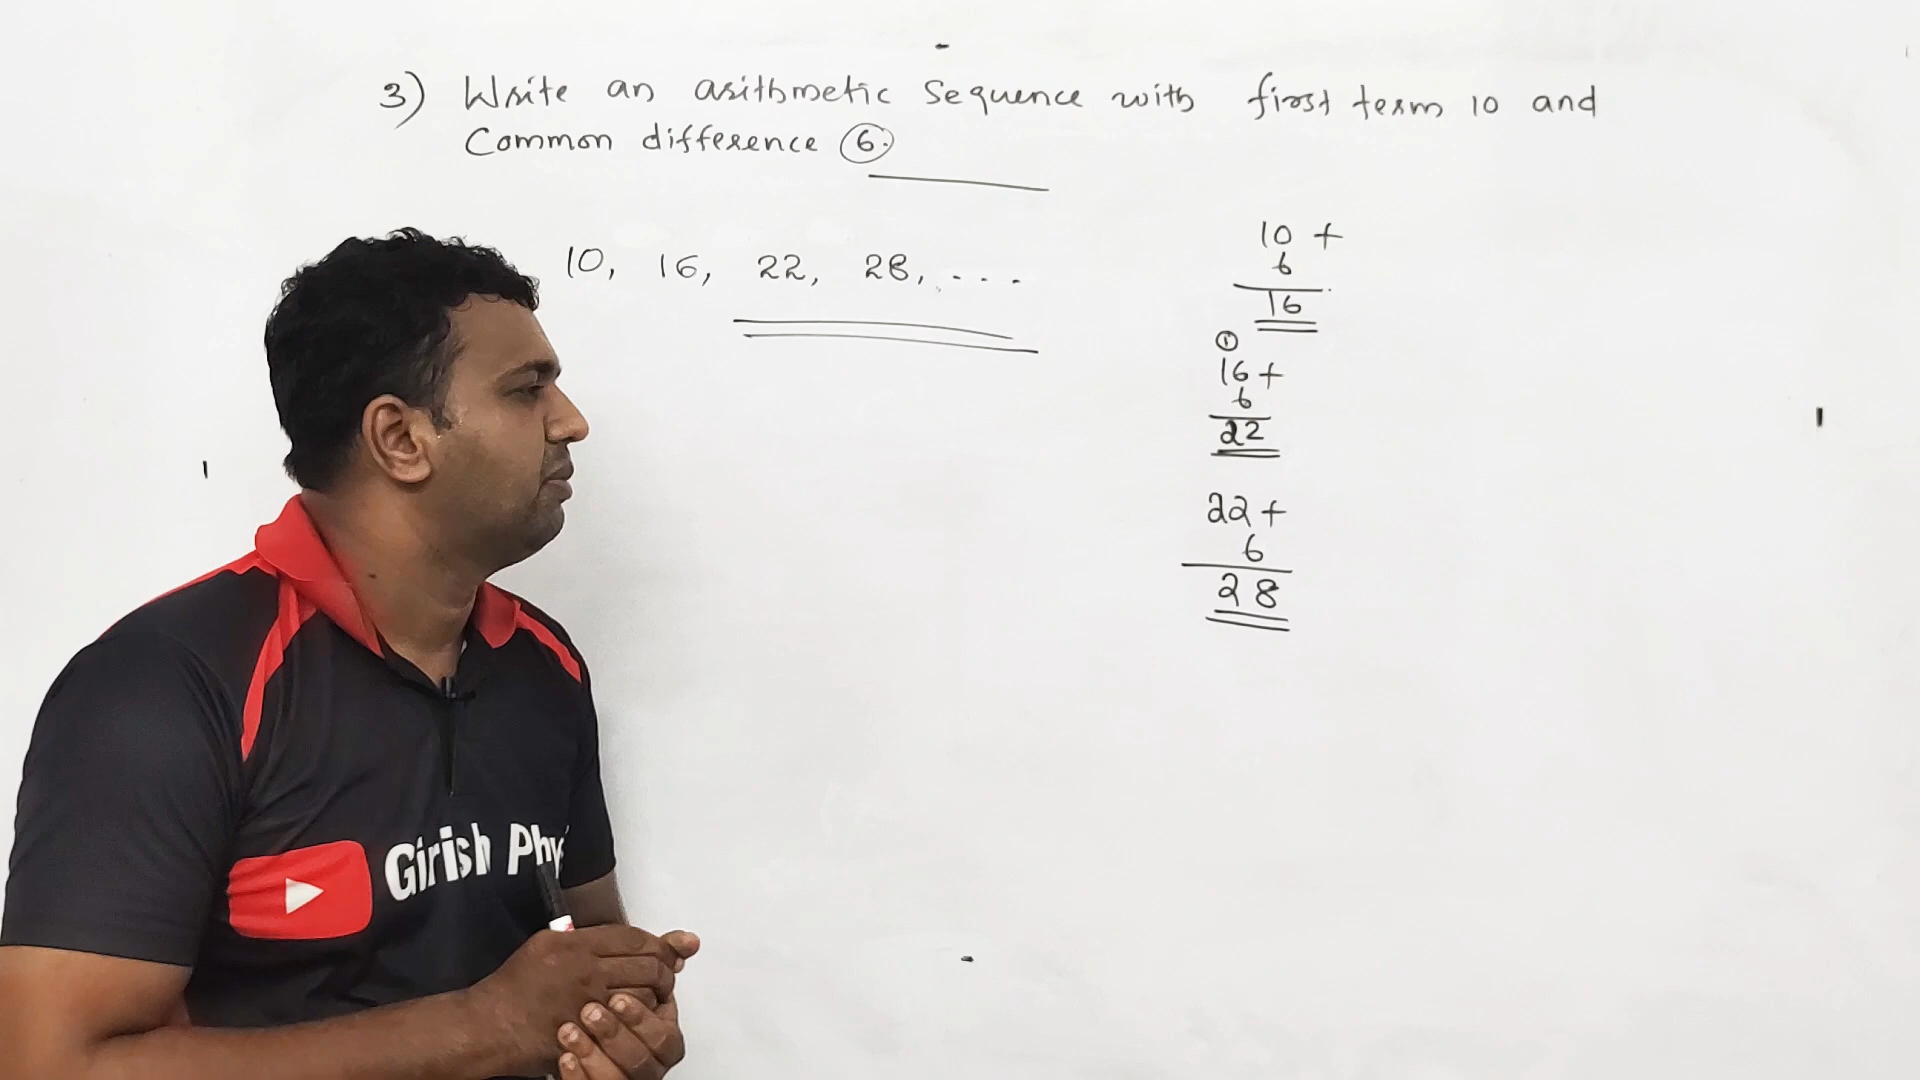 3) Write an arithmetic sequence with first term 10 and
Common difference 6.
10, 16, 22, 28, ....
10 +
6
16
1
16 +
6
22
22 +
6
28
Girish Phy